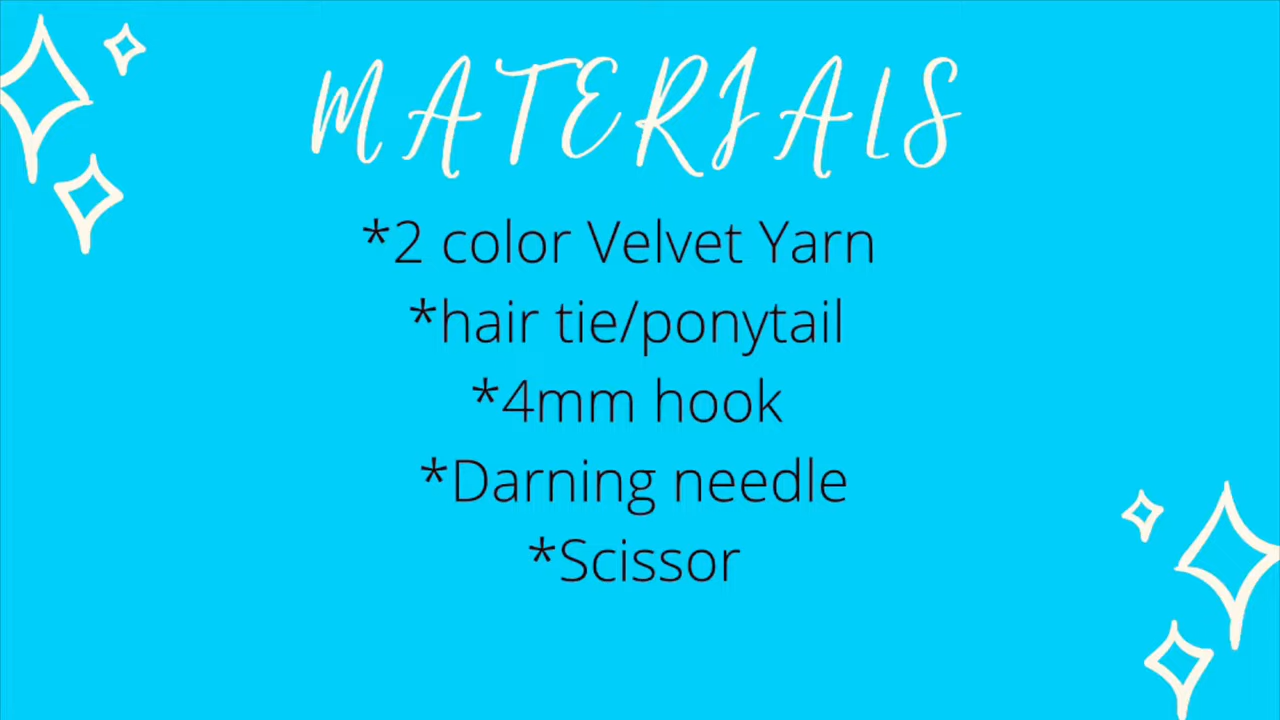 MATERIALS
*2 color Velvet Yarn
*hair tie/ponytail
*4mm hook
*Darning needle
*Scissor